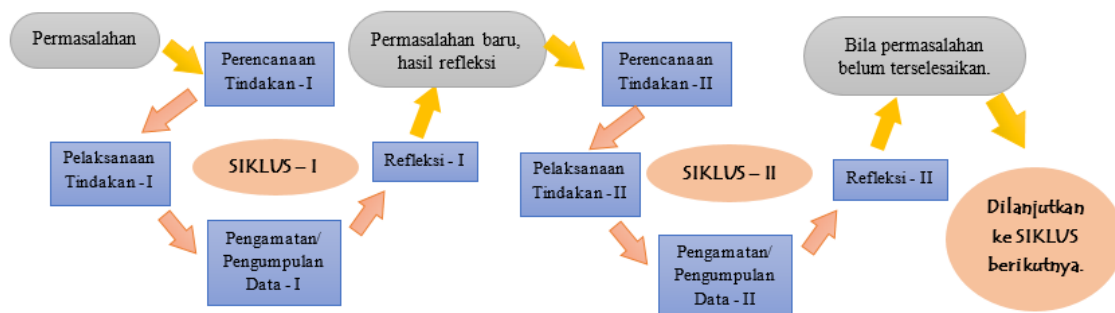 Permasalahan
Perencanaan
Tindakan - I
Pelaksanaan
Tindakan - I
SIKLUS – I
Pengamatan/
Pengumpulan
Data - I
Refleksi - I
Permasalahan baru,
hasil refleksi
Perencanaan
Tindakan -II
Pelaksanaan
Tindakan -II
SIKLUS – II
Pengamatan/
Pengumpulan
Data -II
Refleksi - II
Bila permasalahan
belum terselesaikan.
Dilanjutkan
ke SIKLUS
berikutnya.